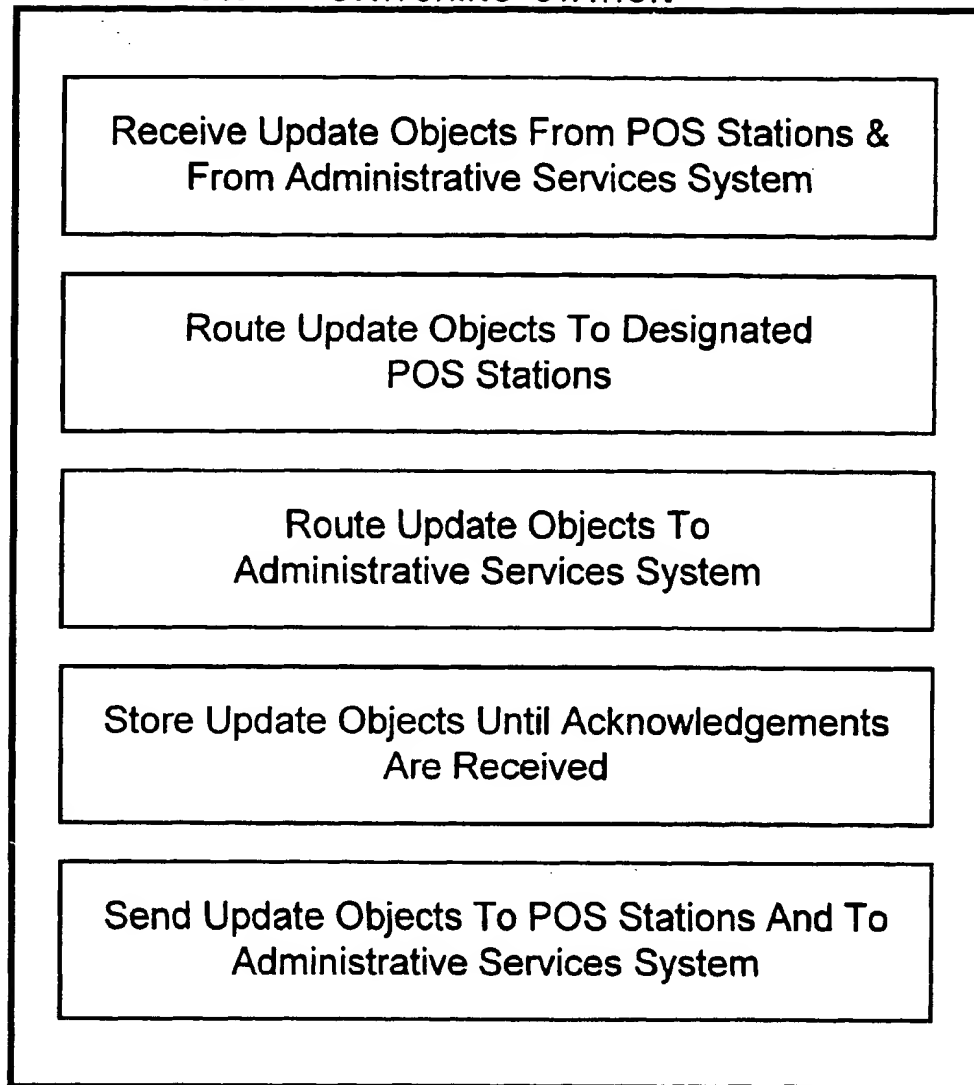 Receive Update Objects From POS Stations &
From Administrative Services System
Route Update Objects To Designated
POS Stations
Route Update Objects To
Administrative Services System
Store Update Objects Until Acknowledgements
Are Received
Send Update Objects To POS Stations And To
Administrative Services System